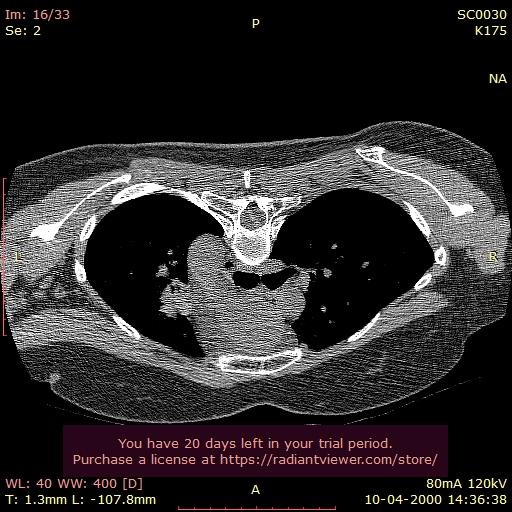 Im: 16/33
SC0030
Se: 2
P
K175
NA
L
R
You have 20 days left in your trial period.
Purchase a license at https://radiantviewer.com/store/
WL: 40 WW: 400 [D]
A
80mA 120kV
T: 1.3mm L: -107.8mm
10-04-2000 14:36:38